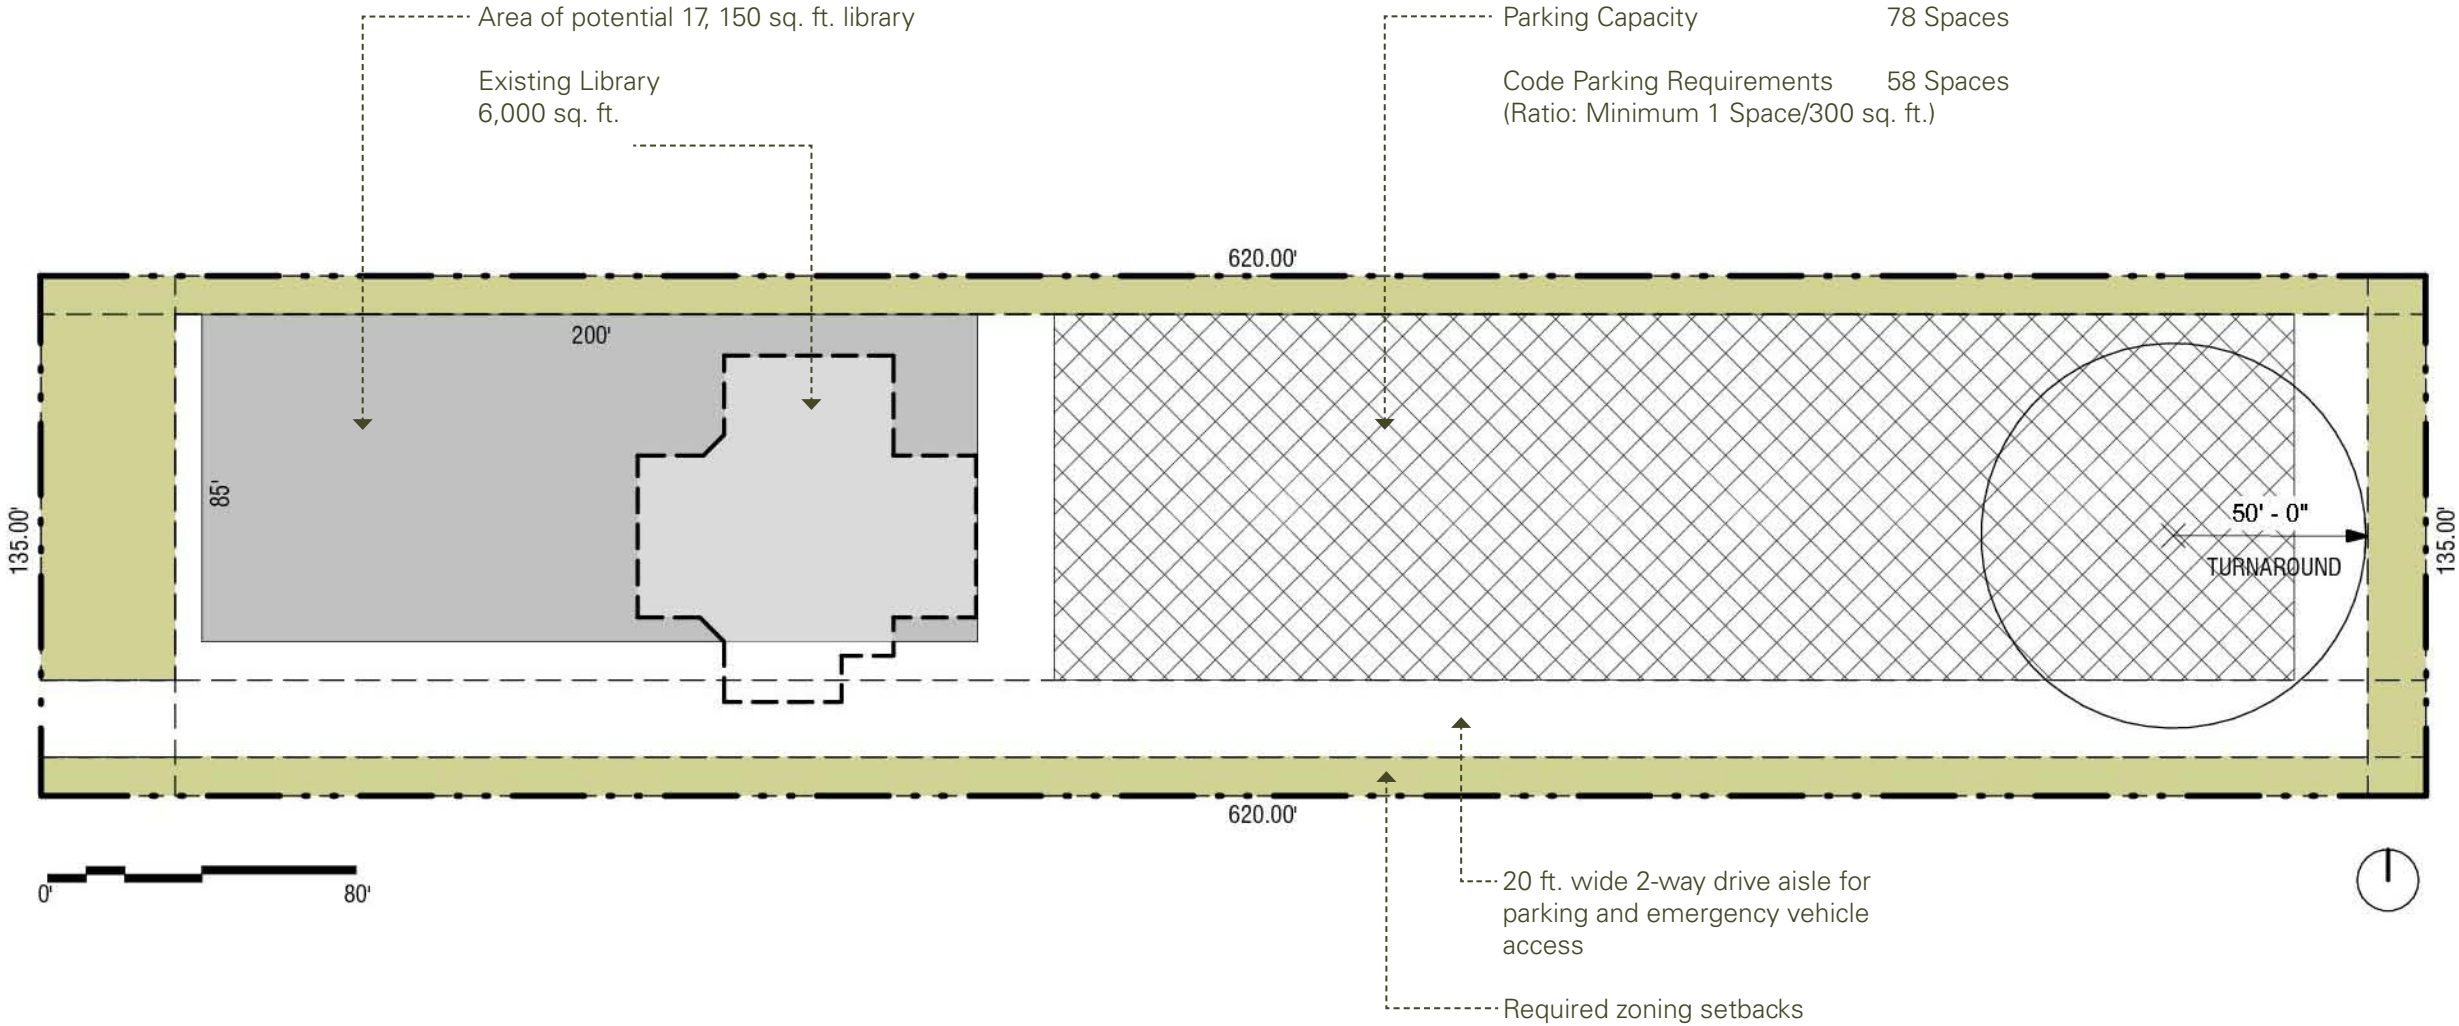 Area of potential 17, 150 sq. ft. library
Existing Library
6,000 sq. ft.
Parking Capacity 78 Spaces
Code Parking Requirements 58 Spaces
(Ratio: Minimum 1 Space/300 sq. ft.)
620.00'
200'
85'
135.00'
50' - 0"
TURNAROUND
135.00'
620.00'
0' 80'
20 ft. wide 2-way drive aisle for
parking and emergency vehicle
access
Required zoning setbacks